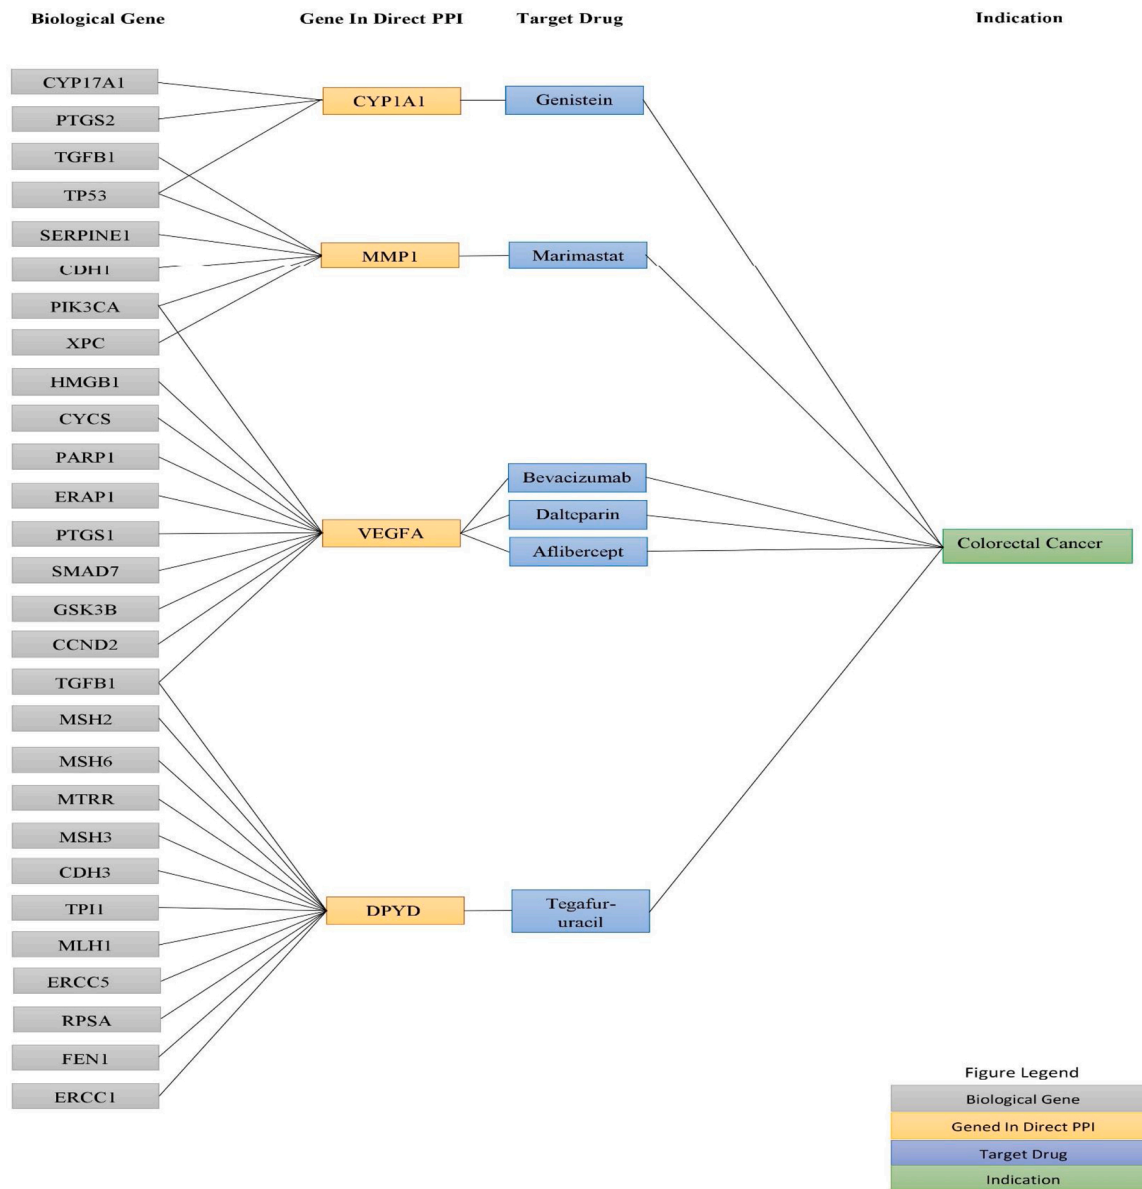 Biological Gene
Gene In Direct PPI
Target Drug
Indication
CYP17A1
PTGS2
TGFB1
TP53
SERPINE1
CDH1
PIK3CA
XPC
HMGB1
CYCS
PARP1
ERAP1
PTGS1
SMAD7
GSK3B
CCND2
TGFB1
MSH2
MSH6
MTRR
MSH3
CDH3
TPI1
MLH1
ERCC5
RPSA
FEN1
ERCC1
CYP1A1
MMP1
VEGFA
DPYD
Genistein
Marimastat
Bevacizumab
Dalteparin
Aflibercept
Tegafur-
uracil
Colorectal Cancer
Figure Legend
Biological Gene
Gened In Direct PPI
Target Drug
Indication